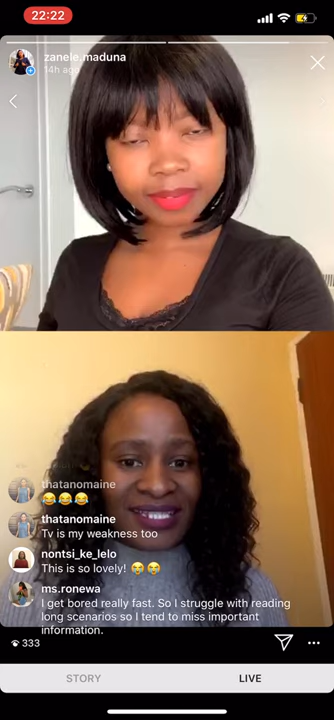 22:22
zanele.maduna
14h ago
thatanomaine
😂😂😂
thatanomaine
Tv is my weakness too
nontsi_ke_lelo
This is so lovely! 😭😭
ms.ronewa
I get bored really fast. So I struggle with reading
long scenarios so I tend to miss important
information.
333
STORY
LIVE